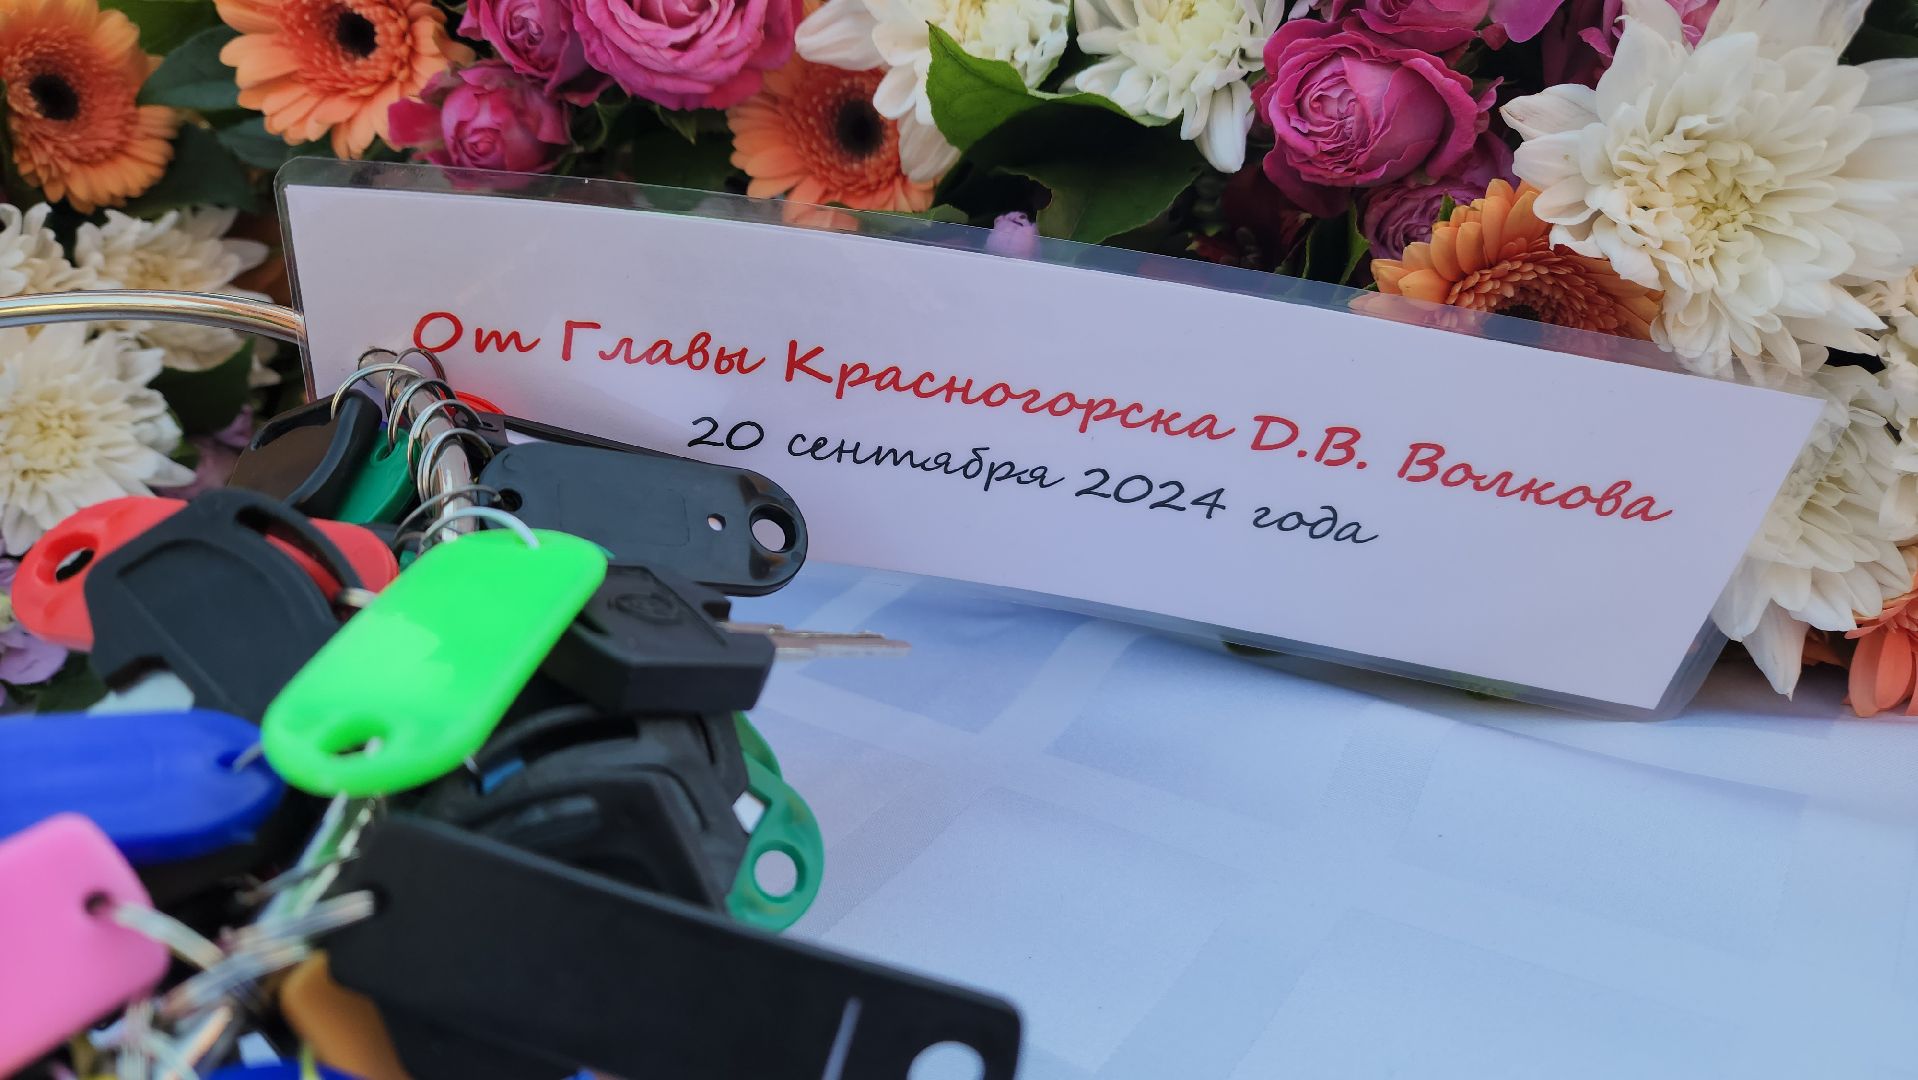 От Главы Красногорска Д.В. Волкова
20 сентября 2024 года